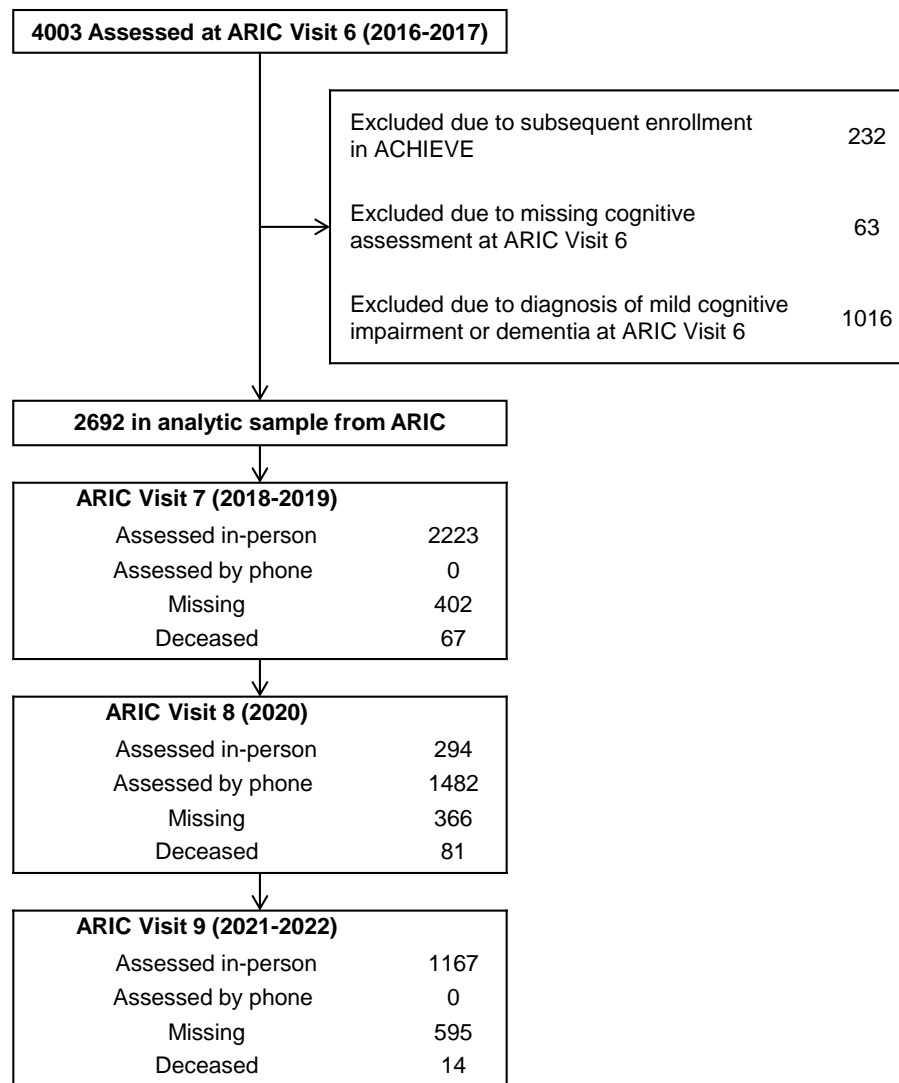 4003 Assessed at ARIC Visit 6 (2016-2017)
Excluded due to subsequent enrollment
in ACHIEVE
232
Excluded due to missing cognitive
assessment at ARIC Visit 6
63
Excluded due to diagnosis of mild cognitive
impairment or dementia at ARIC Visit 6
1016
2692 in analytic sample from ARIC
ARIC Visit 7 (2018-2019)
Assessed in-person 2223
Assessed by phone 0
Missing 402
Deceased 67
ARIC Visit 8 (2020)
Assessed in-person 294
Assessed by phone 1482
Missing 366
Deceased 81
ARIC Visit 9 (2021-2022)
Assessed in-person 1167
Assessed by phone 0
Missing 595
Deceased 14